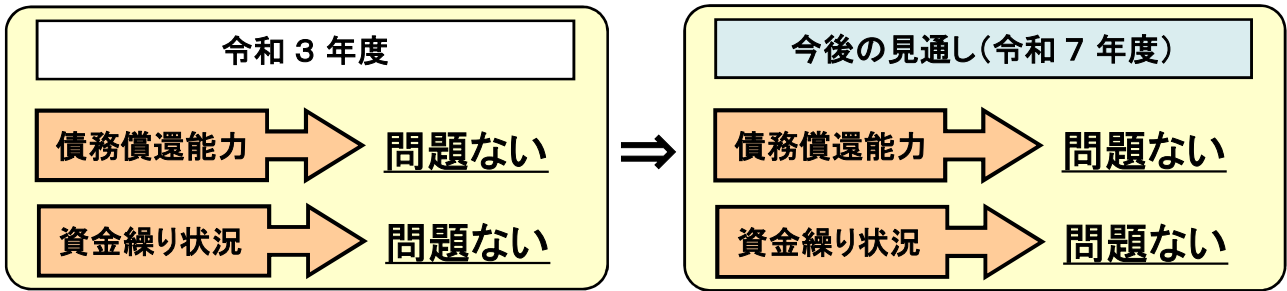 令和３年度
債務償還能力
問題ない
資金繰り状況
問題ない
⇒
今後の見通し（令和７年度）
債務償還能力
問題ない
資金繰り状況
問題ない